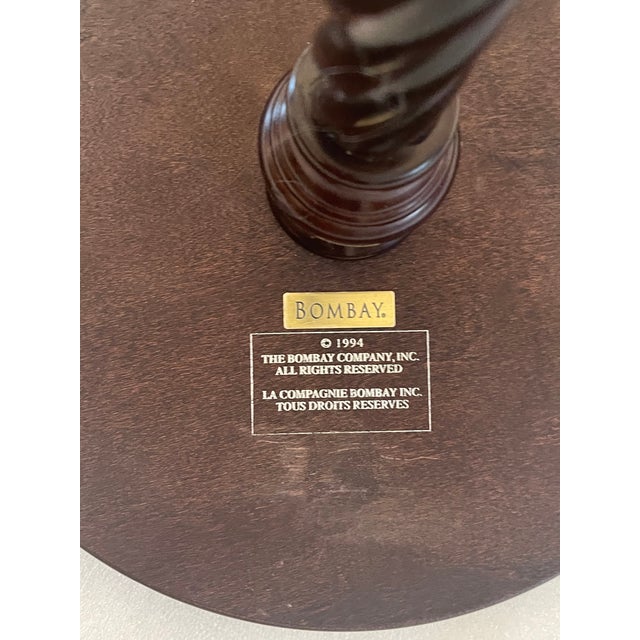 BOMBAY®
© 1994
THE BOMBAY COMPANY, INC.
ALL RIGHTS RESERVED
LA COMPAGNIE BOMBAY INC.
TOUS DROITS RESERVES